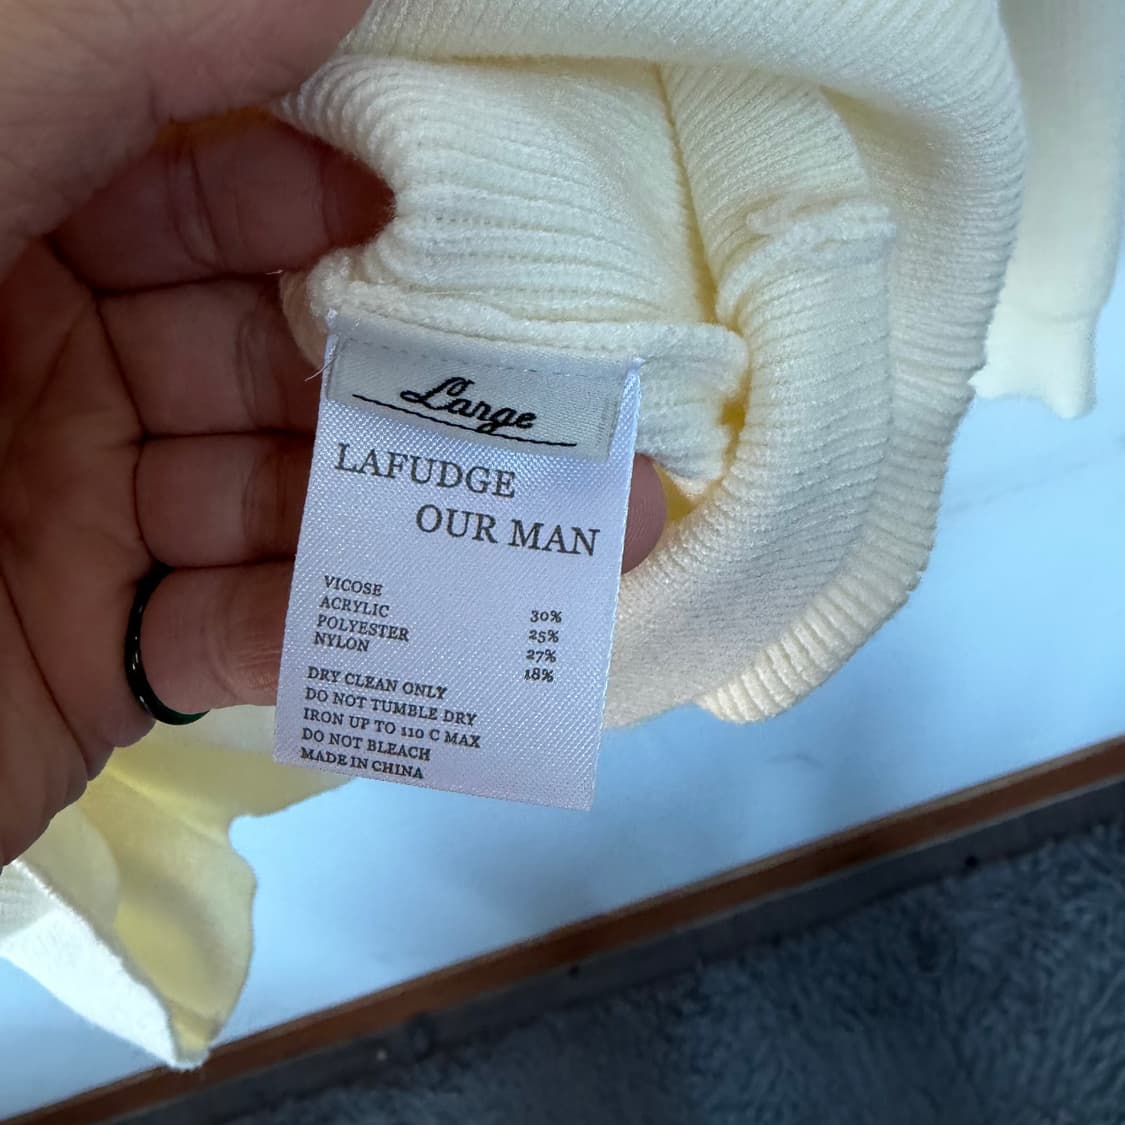 Large
LAFUDGE
OUR MAN
VICOSE 30%
ACRYLIC 25%
POLYESTER 27%
NYLON 18%
DRY CLEAN ONLY
DO NOT TUMBLE DRY
IRON UP TO 110 C MAX
DO NOT BLEACH
MADE IN CHINA